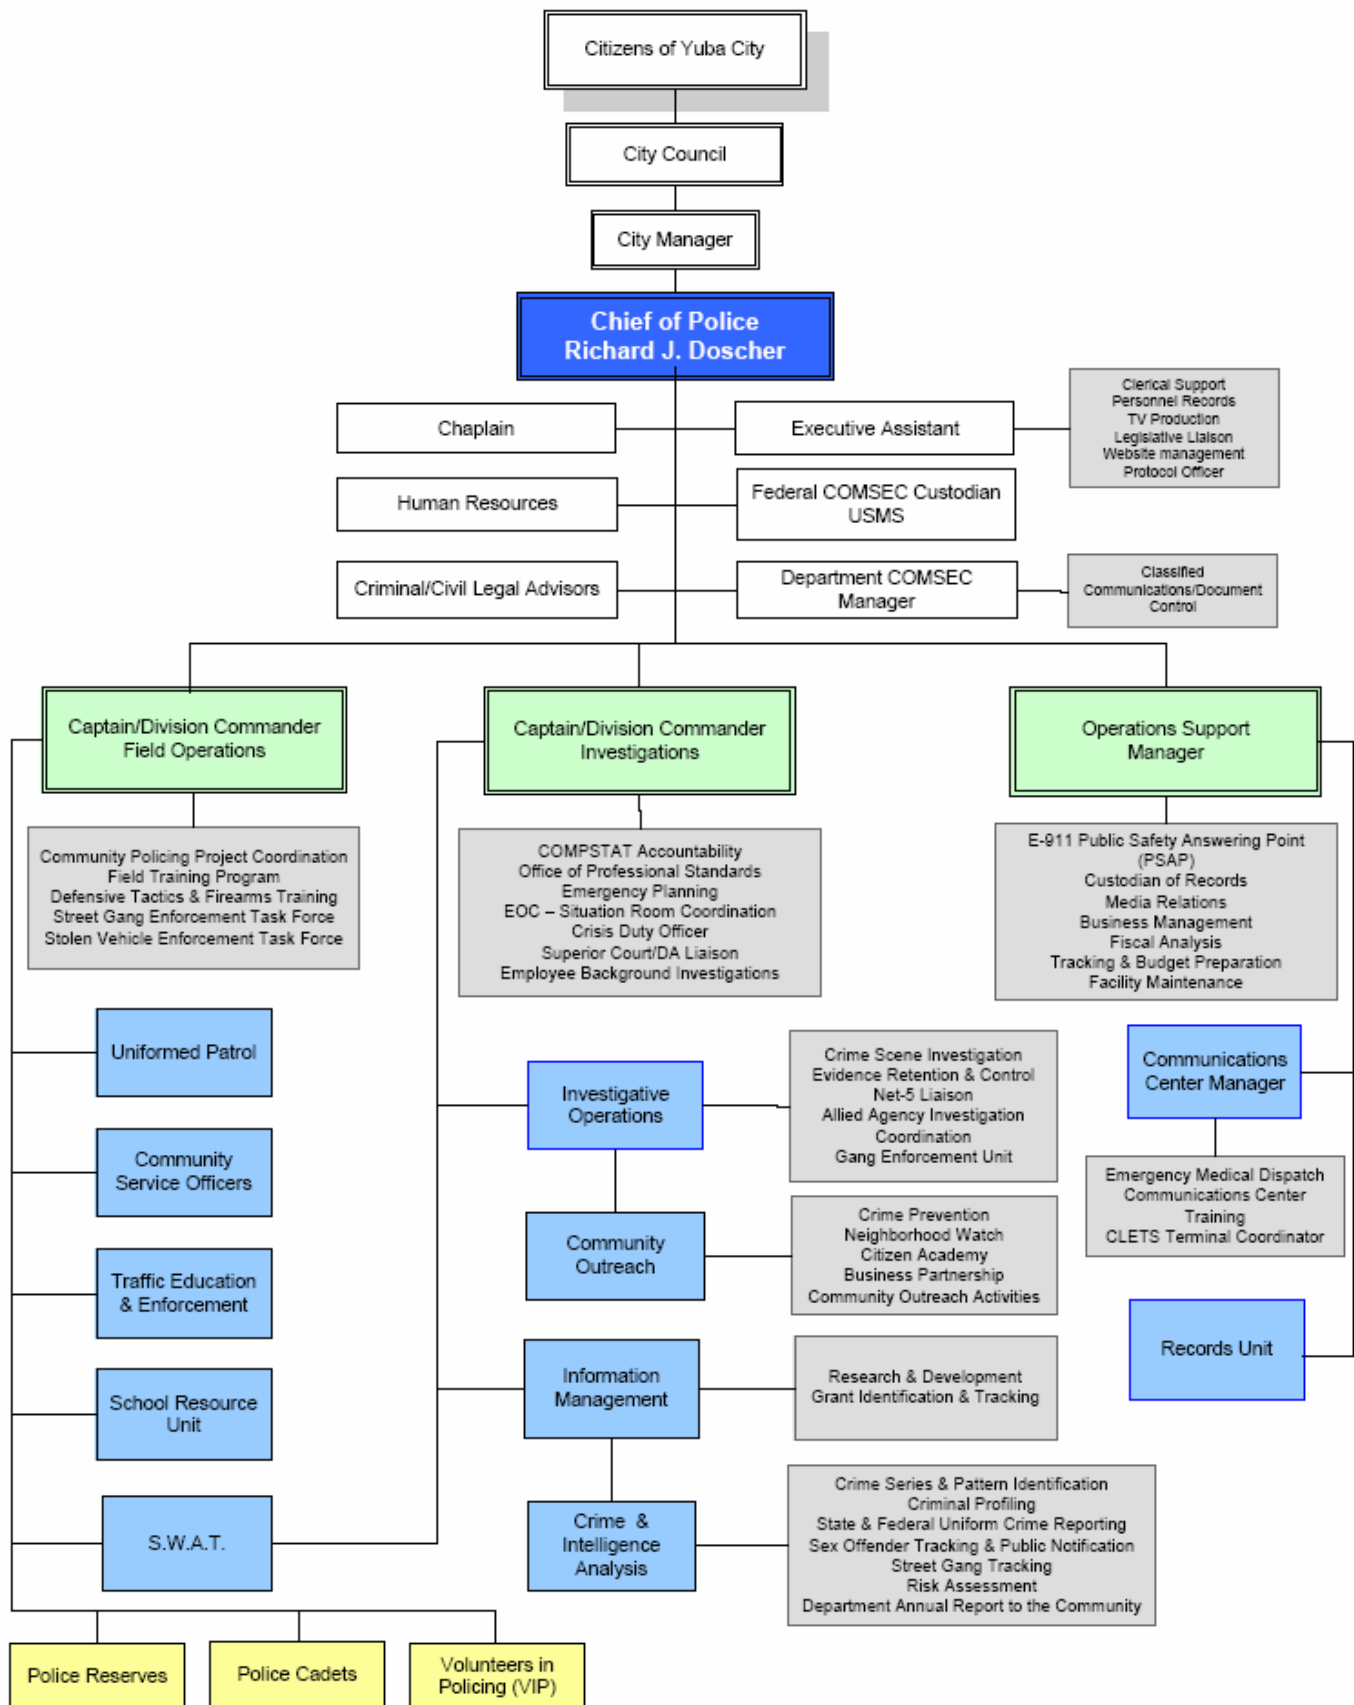 Citizens of Yuba City
City Council
City Manager
Chief of Police
Richard J. Doscher
Chaplain
Executive Assistant
Clerical Support
Personnel Records
TV Production
Legislative Liaison
Website management
Protocol Officer
Human Resources
Federal COMSEC Custodian
USMS
Criminal/Civil Legal Advisors
Department COMSEC
Manager
Classified
Communications/Document
Control
Captain/Division Commander
Field Operations
Captain/Division Commander
Investigations
Operations Support
Manager
Community Policing Project Coordination
Field Training Program
Defensive Tactics & Firearms Training
Street Gang Enforcement Task Force
Stolen Vehicle Enforcement Task Force
COMPSTAT Accountability
Office of Professional Standards
Emergency Planning
EOC – Situation Room Coordination
Crisis Duty Officer
Superior Court/DA Liaison
Employee Background Investigations
E-911 Public Safety Answering Point
(PSAP)
Custodian of Records
Media Relations
Business Management
Fiscal Analysis
Tracking & Budget Preparation
Facility Maintenance
Uniformed Patrol
Community
Service Officers
Traffic Education
& Enforcement
School Resource
Unit
S.W.A.T.
Investigative
Operations
Crime Scene Investigation
Evidence Retention & Control
Net-5 Liaison
Allied Agency Investigation
Coordination
Gang Enforcement Unit
Community
Outreach
Crime Prevention
Neighborhood Watch
Citizen Academy
Business Partnership
Community Outreach Activities
Information
Management
Research & Development
Grant Identification & Tracking
Crime &
Intelligence
Analysis
Crime Series & Pattern Identification
Criminal Profiling
State & Federal Uniform Crime Reporting
Sex Offender Tracking & Public Notification
Street Gang Tracking
Risk Assessment
Department Annual Report to the Community
Communications
Center Manager
Emergency Medical Dispatch
Communications Center
Training
CLETS Terminal Coordinator
Records Unit
Police Reserves
Police Cadets
Volunteers in
Policing (VIP)